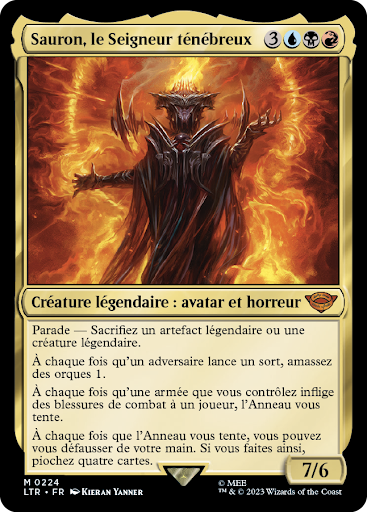 Sauron, le Seigneur ténébreux 3
Créature légendaire : avatar et horreur
Parade — Sacrifiez un artefact légendaire ou une
créature légendaire.
À chaque fois qu'un adversaire lance un sort, amassez
des orques 1.
À chaque fois qu'une armée que vous contrôlez inflige
des blessures de combat à un joueur, l'Anneau vous
tente.
À chaque fois que l'Anneau vous tente, vous pouvez
vous défausser de votre main. Si vous faites ainsi,
piochez quatre cartes.
7/6
M 0224
LTR • FR Kieran Yanner
© MEE
™ & © 2023 Wizards of the Coast